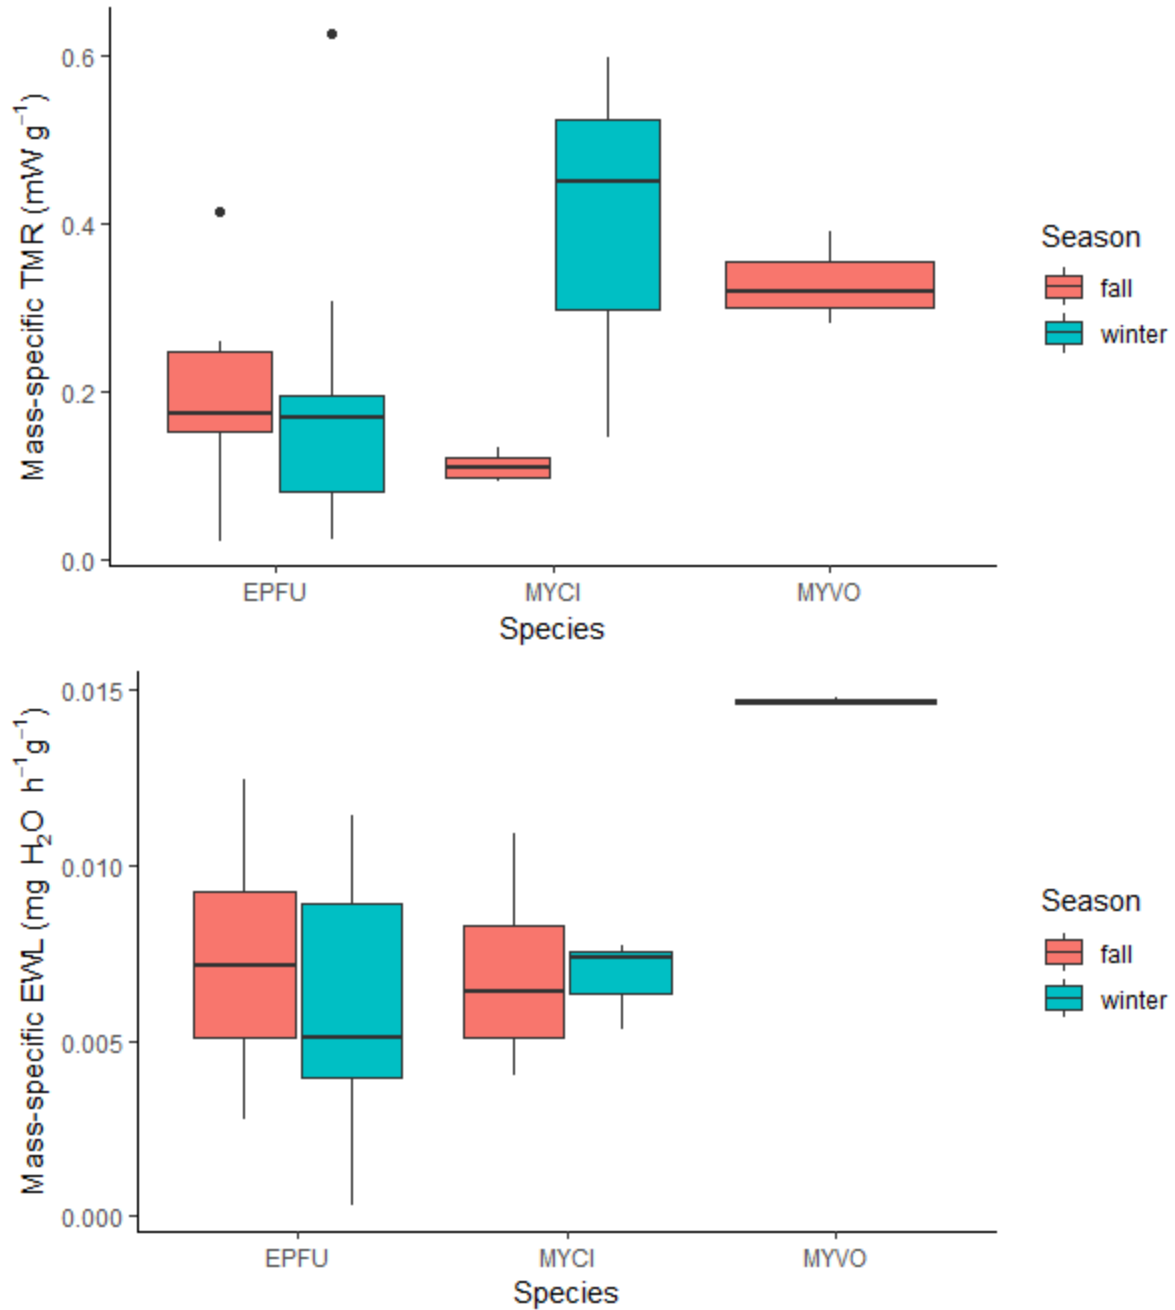 Mass-specific TMR (mW g⁻¹)
0.6
0.4
0.2
0.0
EPFU MYCI MYVO
Species
Season
fall
winter
Mass-specific EWL (mg H₂O h⁻¹g⁻¹)
0.015
0.010
0.005
0.000
EPFU MYCI MYVO
Species
Season
fall
winter